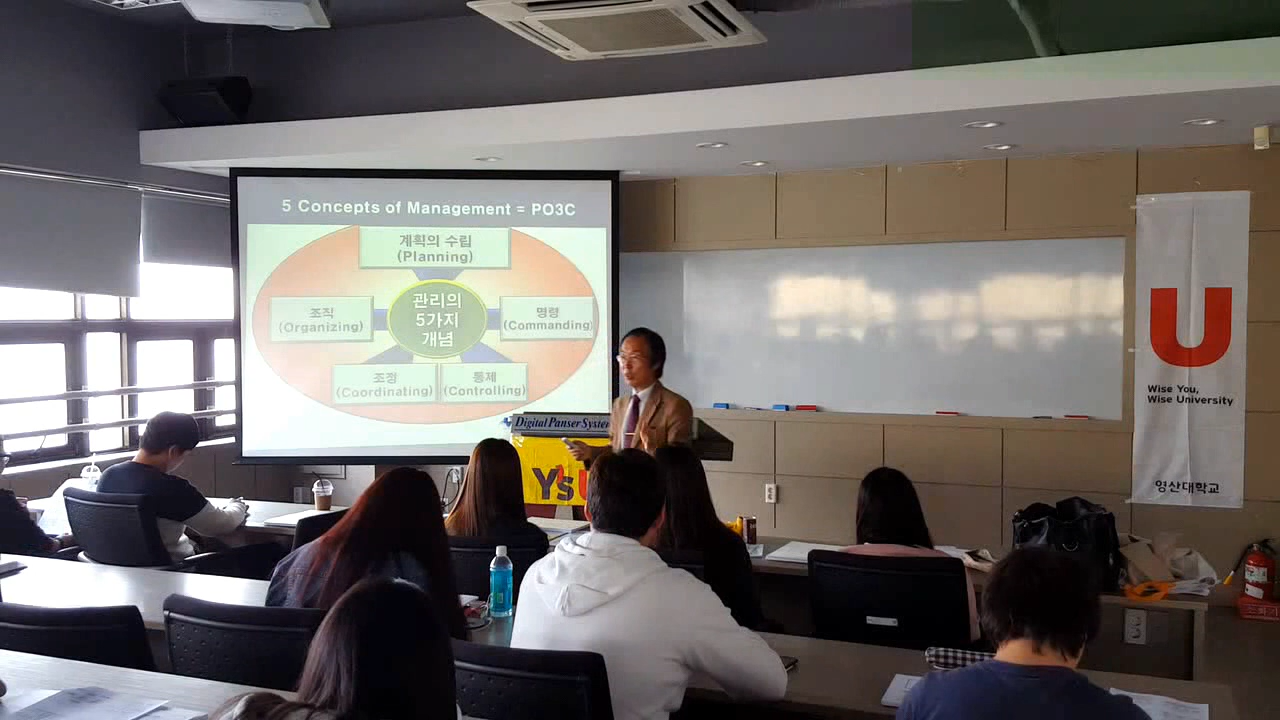 5 Concepts of Management = PO3C
계획의 수립
(Planning)
조직
(Organizing)
관리의
5가지
개념
명령
(Commanding)
조정
(Coordinating)
통제
(Controlling)
Digital Panser System
Y'sU
U
Wise You,
Wise University
영산대학교